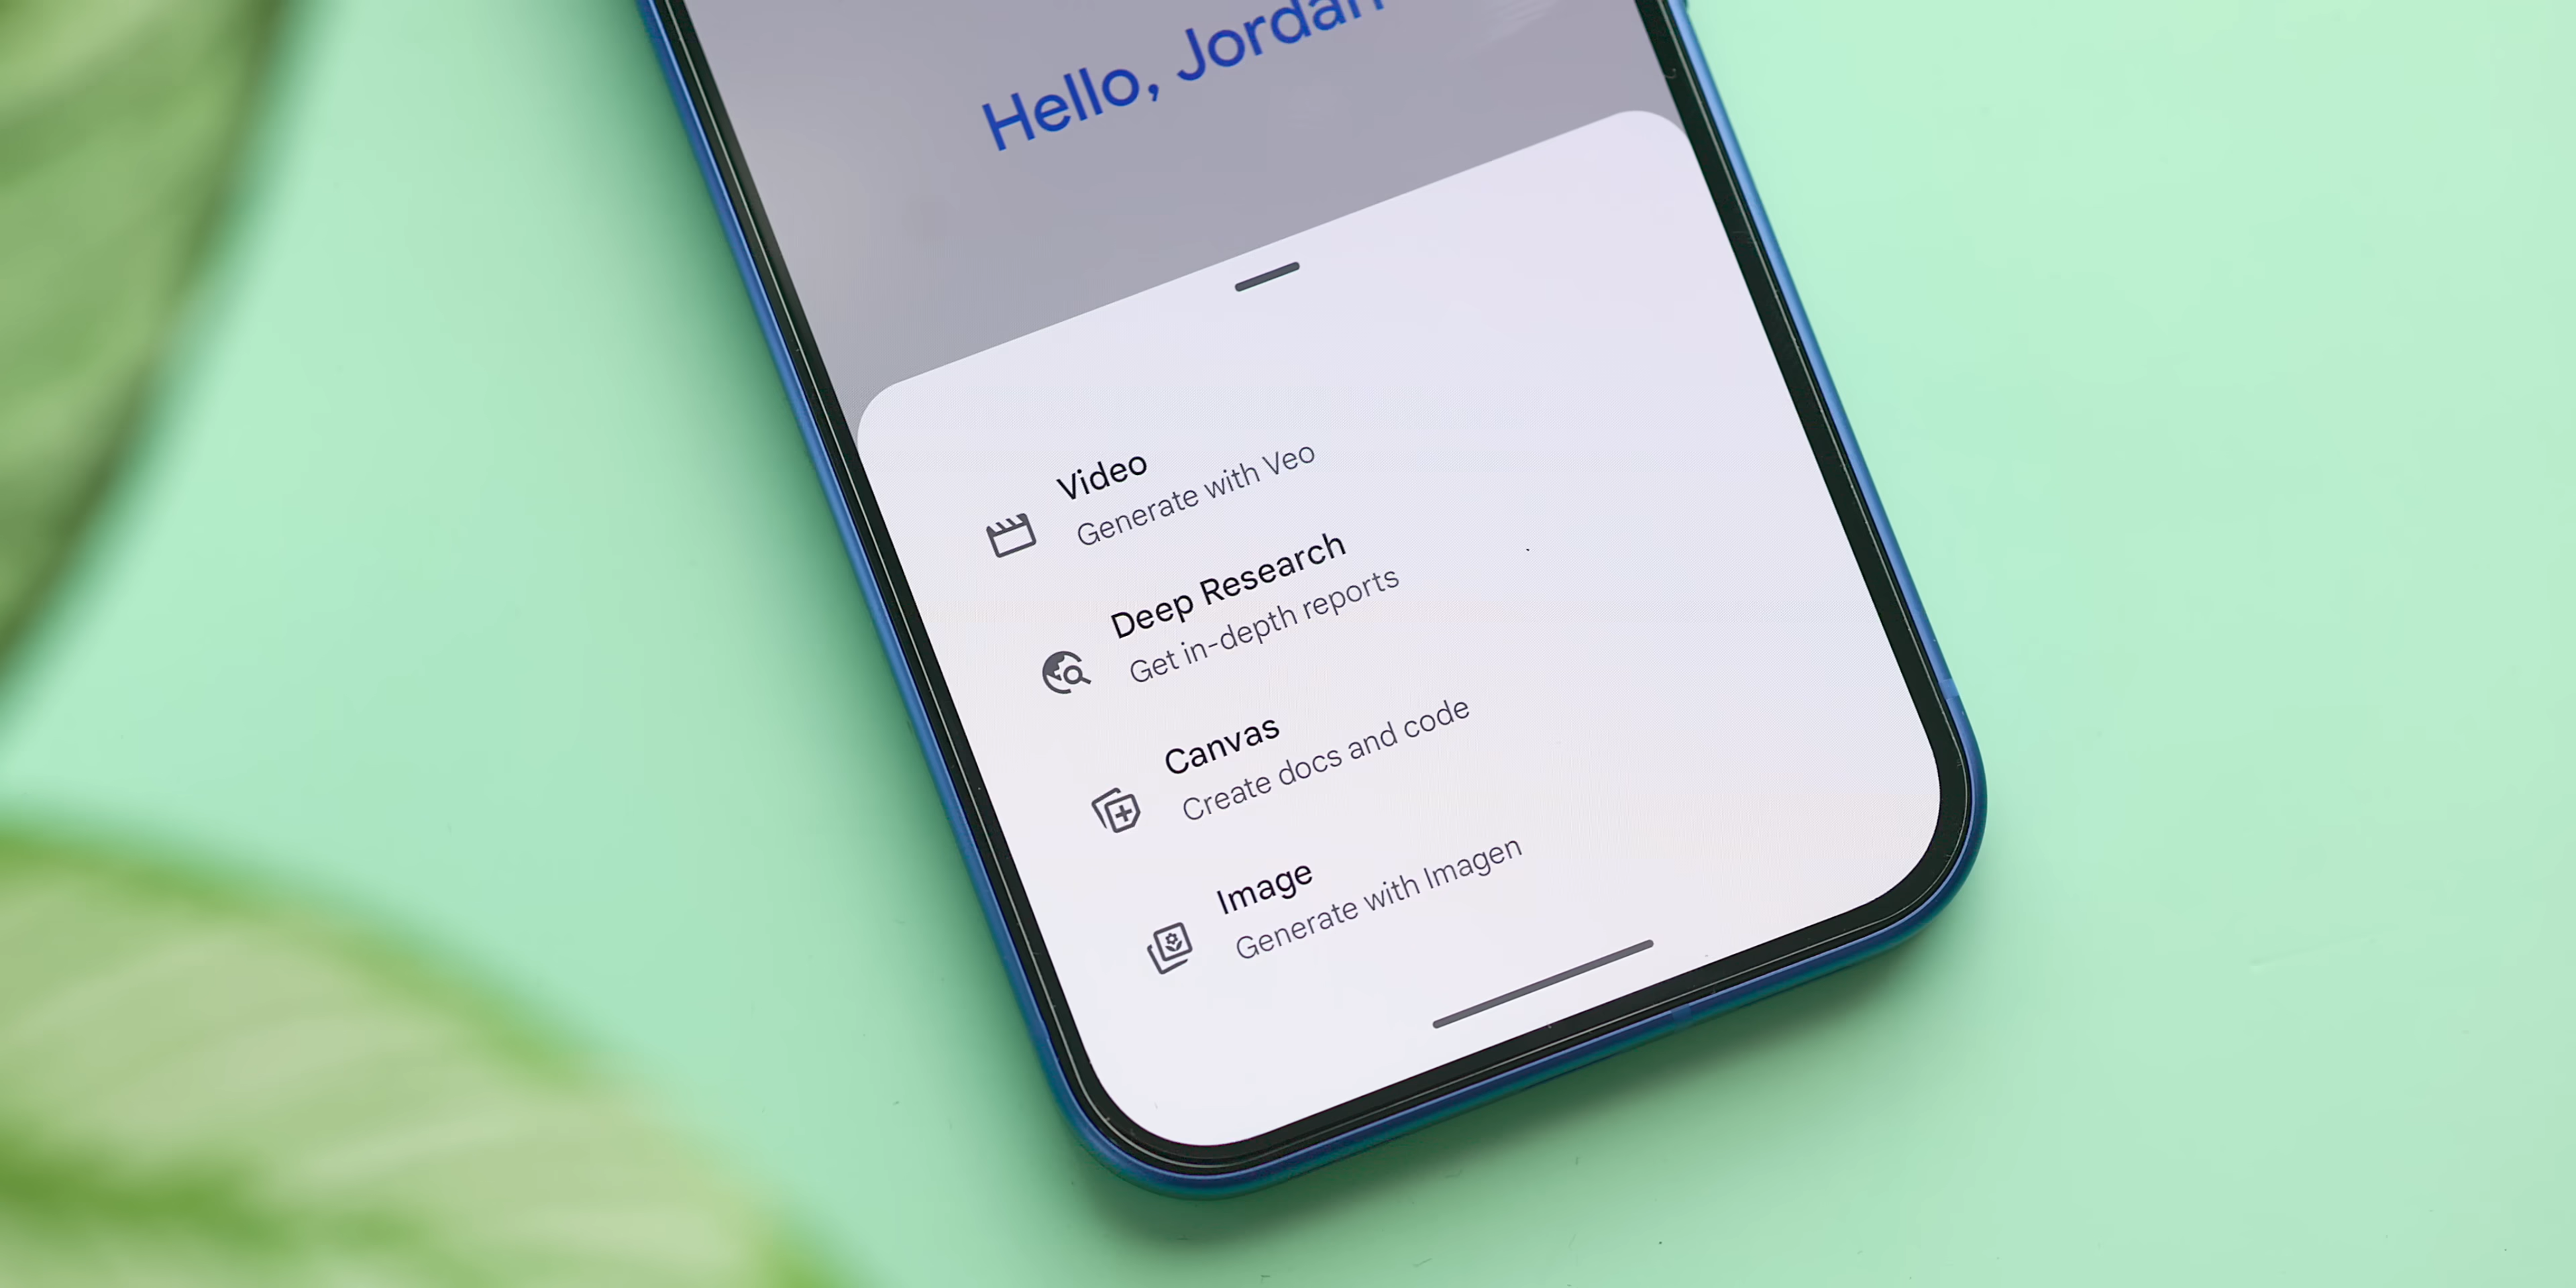 Hello, Jordan
Video
Generate with Veo
Deep Research
Get in-depth reports
Canvas
Create docs and code
Image
Generate with Imagen